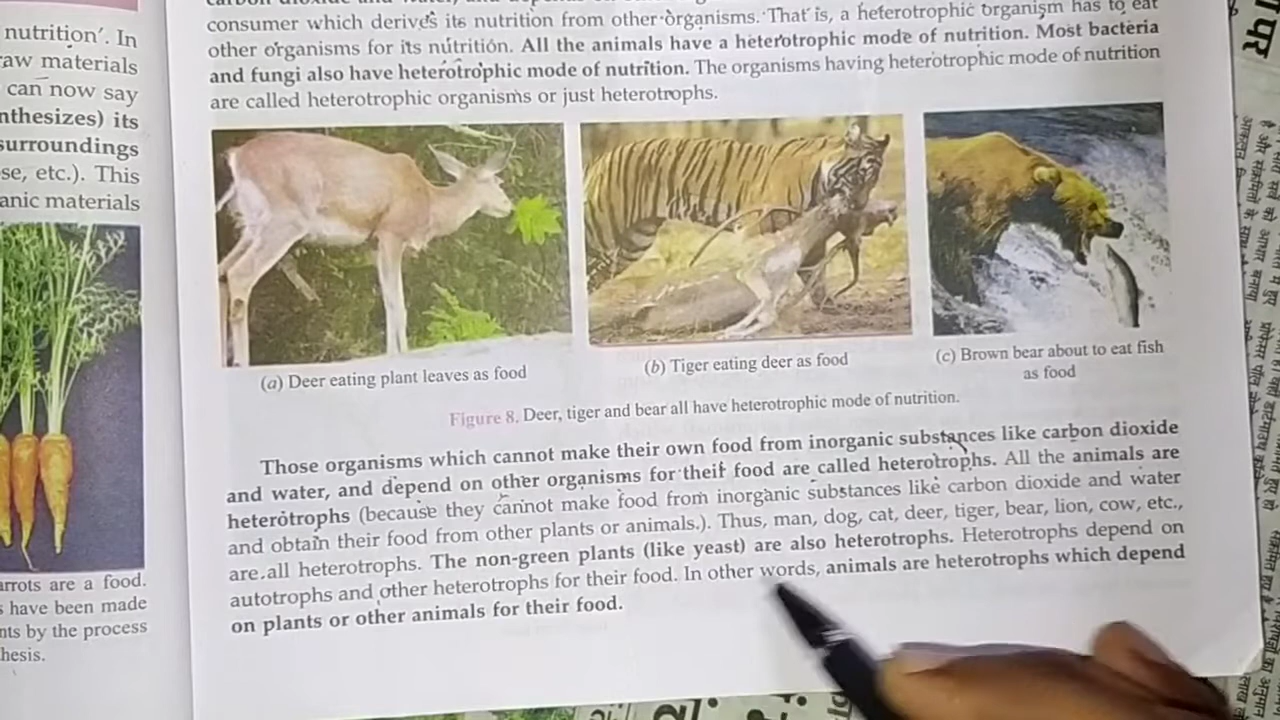 nutrition'. In
raw materials
can now say
nthesizes) its
surroundings
se, etc.). This
anic materials
arrots are a food.
s have been made
nts by the process
hesis.
consumer which derives its nutrition from other organisms. That is, a heterotrophic organism has to eat
other organisms for its nutrition. All the animals have a heterotrophic mode of nutrition. Most bacteria
and fungi also have heterotrophic mode of nutrition. The organisms having heterotrophic mode of nutrition
are called heterotrophic organisms or just heterotrophs.
(a) Deer eating plant leaves as food
(b) Tiger eating deer as food
(c) Brown bear about to eat fish
as food
Figure 8. Deer, tiger and bear all have heterotrophic mode of nutrition.
Those organisms which cannot make their own food from inorganic substances like carbon dioxide
and water, and depend on other organisms for their food are called heterotrophs. All the animals are
heterotrophs (because they cannot make food from inorganic substances like carbon dioxide and water
and obtain their food from other plants or animals.). Thus, man, dog, cat, deer, tiger, bear, lion, cow, etc.,
are all heterotrophs. The non-green plants (like yeast) are also heterotrophs. Heterotrophs depend on
autotrophs and other heterotrophs for their food. In other words, animals are heterotrophs which depend
on plants or other animals for their food.